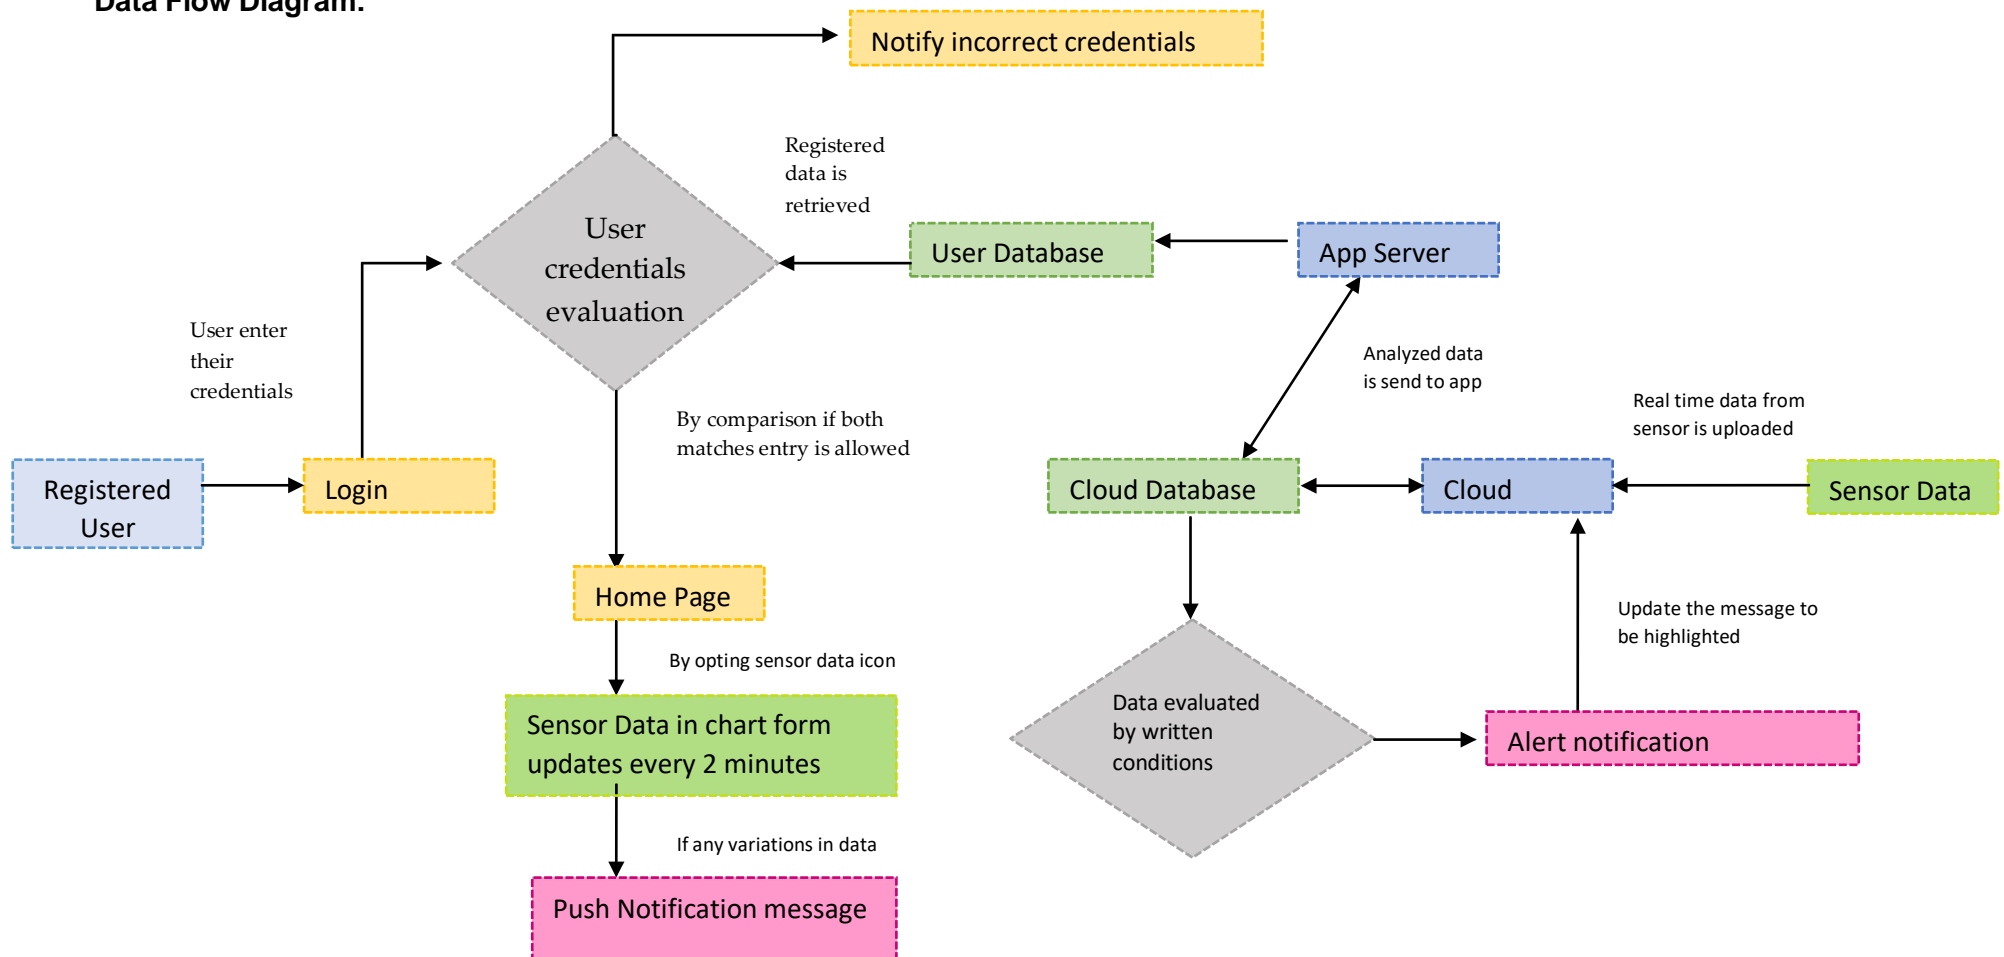 Data Flow Diagram:
Notify incorrect credentials
Registered
data is
retrieved
User
credentials
evaluation
User Database
App Server
User enter
their
credentials
Analyzed data
is send to app
By comparison if both
matches entry is allowed
Real time data from
sensor is uploaded
Registered
User
Login
Cloud Database
Cloud
Sensor Data
Home Page
Update the message to
be highlighted
By opting sensor data icon
Sensor Data in chart form
updates every 2 minutes
Data evaluated
by written
conditions
Alert notification
If any variations in data
Push Notification message